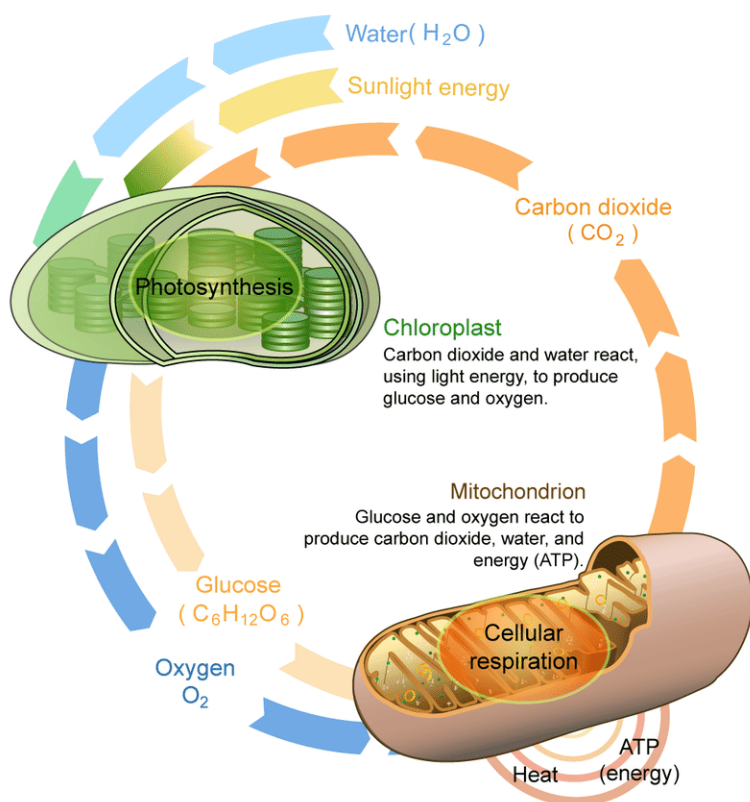 Water( H₂O )
Sunlight energy
Carbon dioxide
( CO₂ )
Photosynthesis
Chloroplast
Carbon dioxide and water react,
using light energy, to produce
glucose and oxygen.
Mitochondrion
Glucose and oxygen react to
produce carbon dioxide, water, and
energy (ATP).
Glucose
( C₆H₁₂O₆ )
Cellular
respiration
Oxygen
O₂
ATP
(energy)
Heat